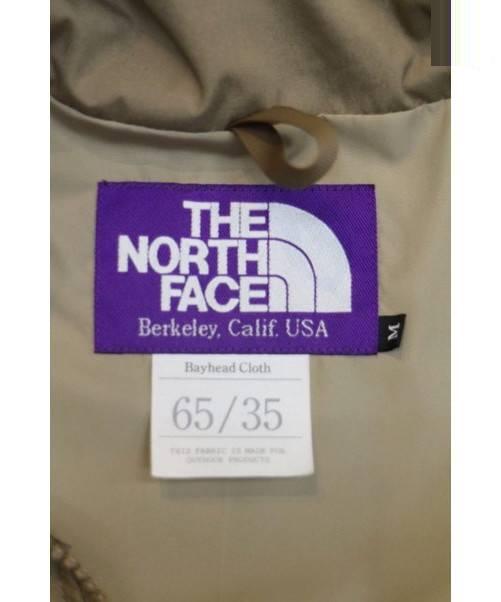 THE
NORTH
FACE
Berkeley, Calif. USA
M
Bayhead Cloth
65/35
THIS FABRIC IS MADE FOR
OUTDOOR PRODUCTS